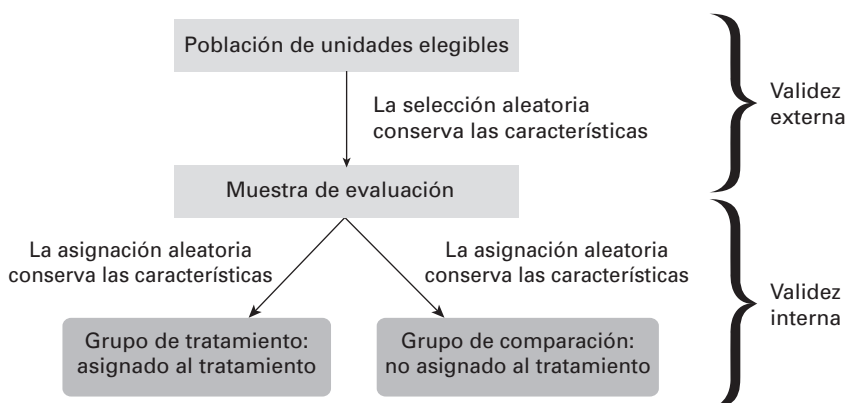 Población de unidades elegibles
La selección aleatoria
conserva las características
Validez
externa
Muestra de evaluación
La asignación aleatoria
conserva las características
La asignación aleatoria
conserva las características
Validez
interna
Grupo de tratamiento:
asignado al tratamiento
Grupo de comparación:
no asignado al tratamiento